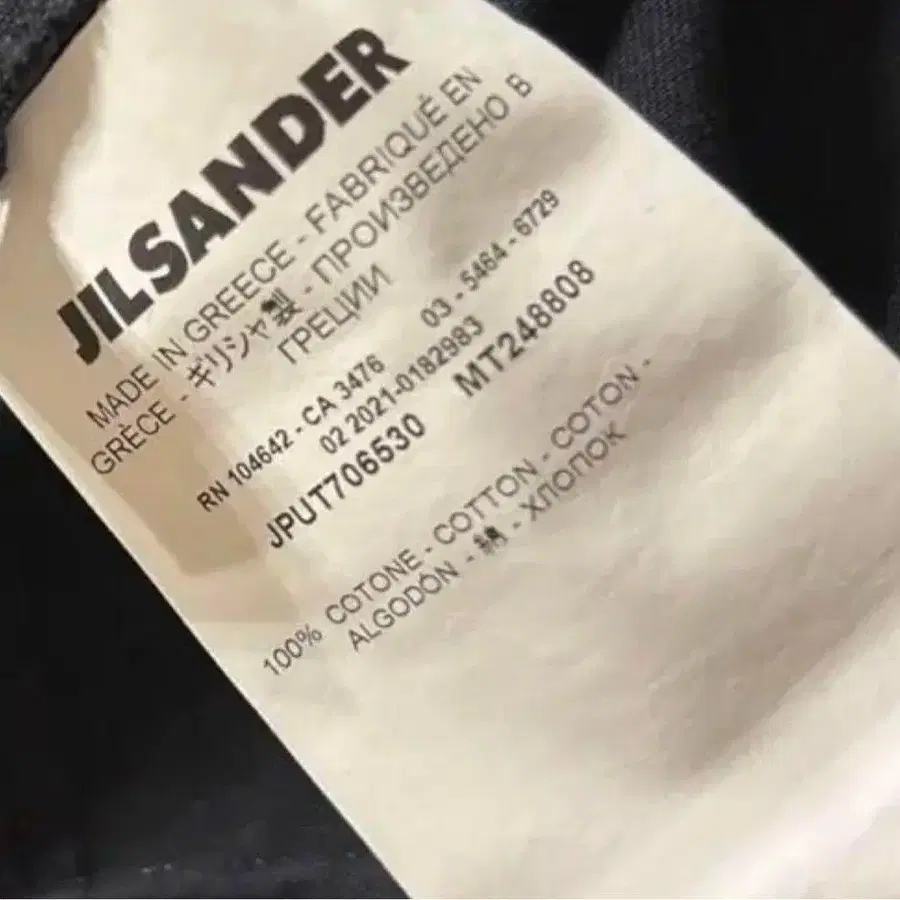 JILSANDER
MADE IN GREECE - FABRIQUÉ EN
GRÈCE - ギリシャ製 - ПРОИЗВЕДЕНО В
ГРЕЦИИ
RN 104642 - CA 3476 03 - 5464 - 6729
02 2021-0182983
JPUT706530 MT248808
100% COTONE - COTTON - COTON -
ALGODÓN - 綿 - ХЛОПОК